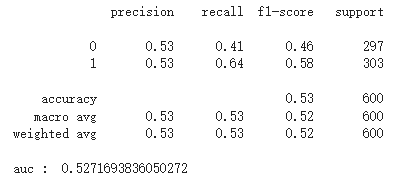 precision recall f1-score support
0 0.53 0.41 0.46 297
1 0.53 0.64 0.58 303
accuracy 0.53 600
macro avg 0.53 0.53 0.52 600
weighted avg 0.53 0.53 0.52 600
auc : 0.5271693836050272